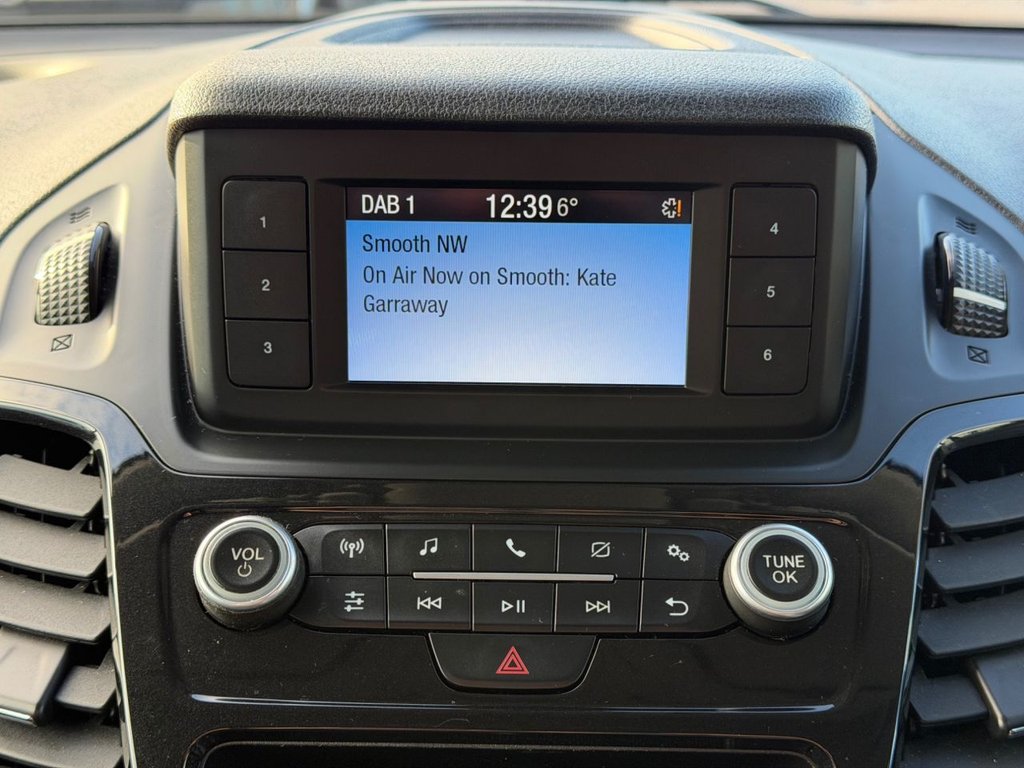 DAB 1 12:39 6°
Smooth NW
On Air Now on Smooth: Kate
Garraway
1
2
3
4
5
6
VOL
TUNE
OK